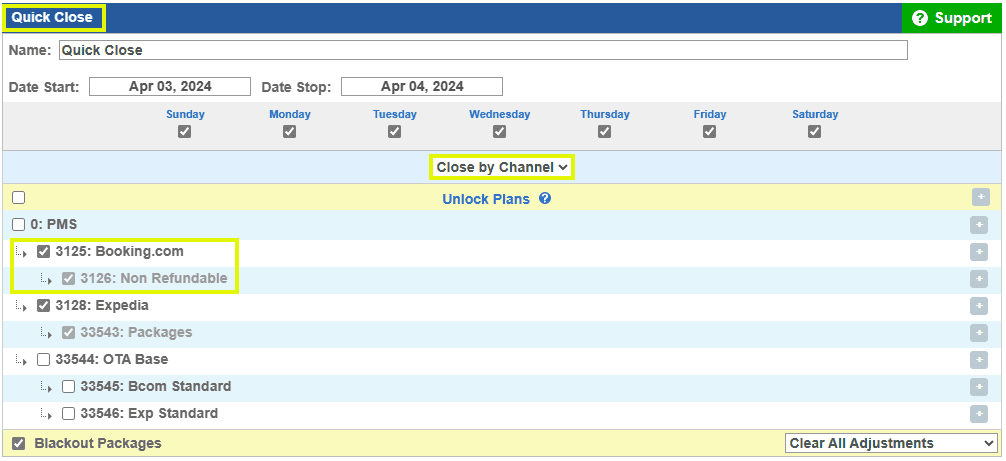 Quick Close
Support
Name: Quick Close
Date Start: Apr 03, 2024 Date Stop: Apr 04, 2024
Sunday Monday Tuesday Wednesday Thursday Friday Saturday
Close by Channel
Unlock Plans
0: PMS
3125: Booking.com
3126: Non Refundable
3128: Expedia
33543: Packages
33544: OTA Base
33545: Bcom Standard
33546: Exp Standard
Blackout Packages Clear All Adjustments